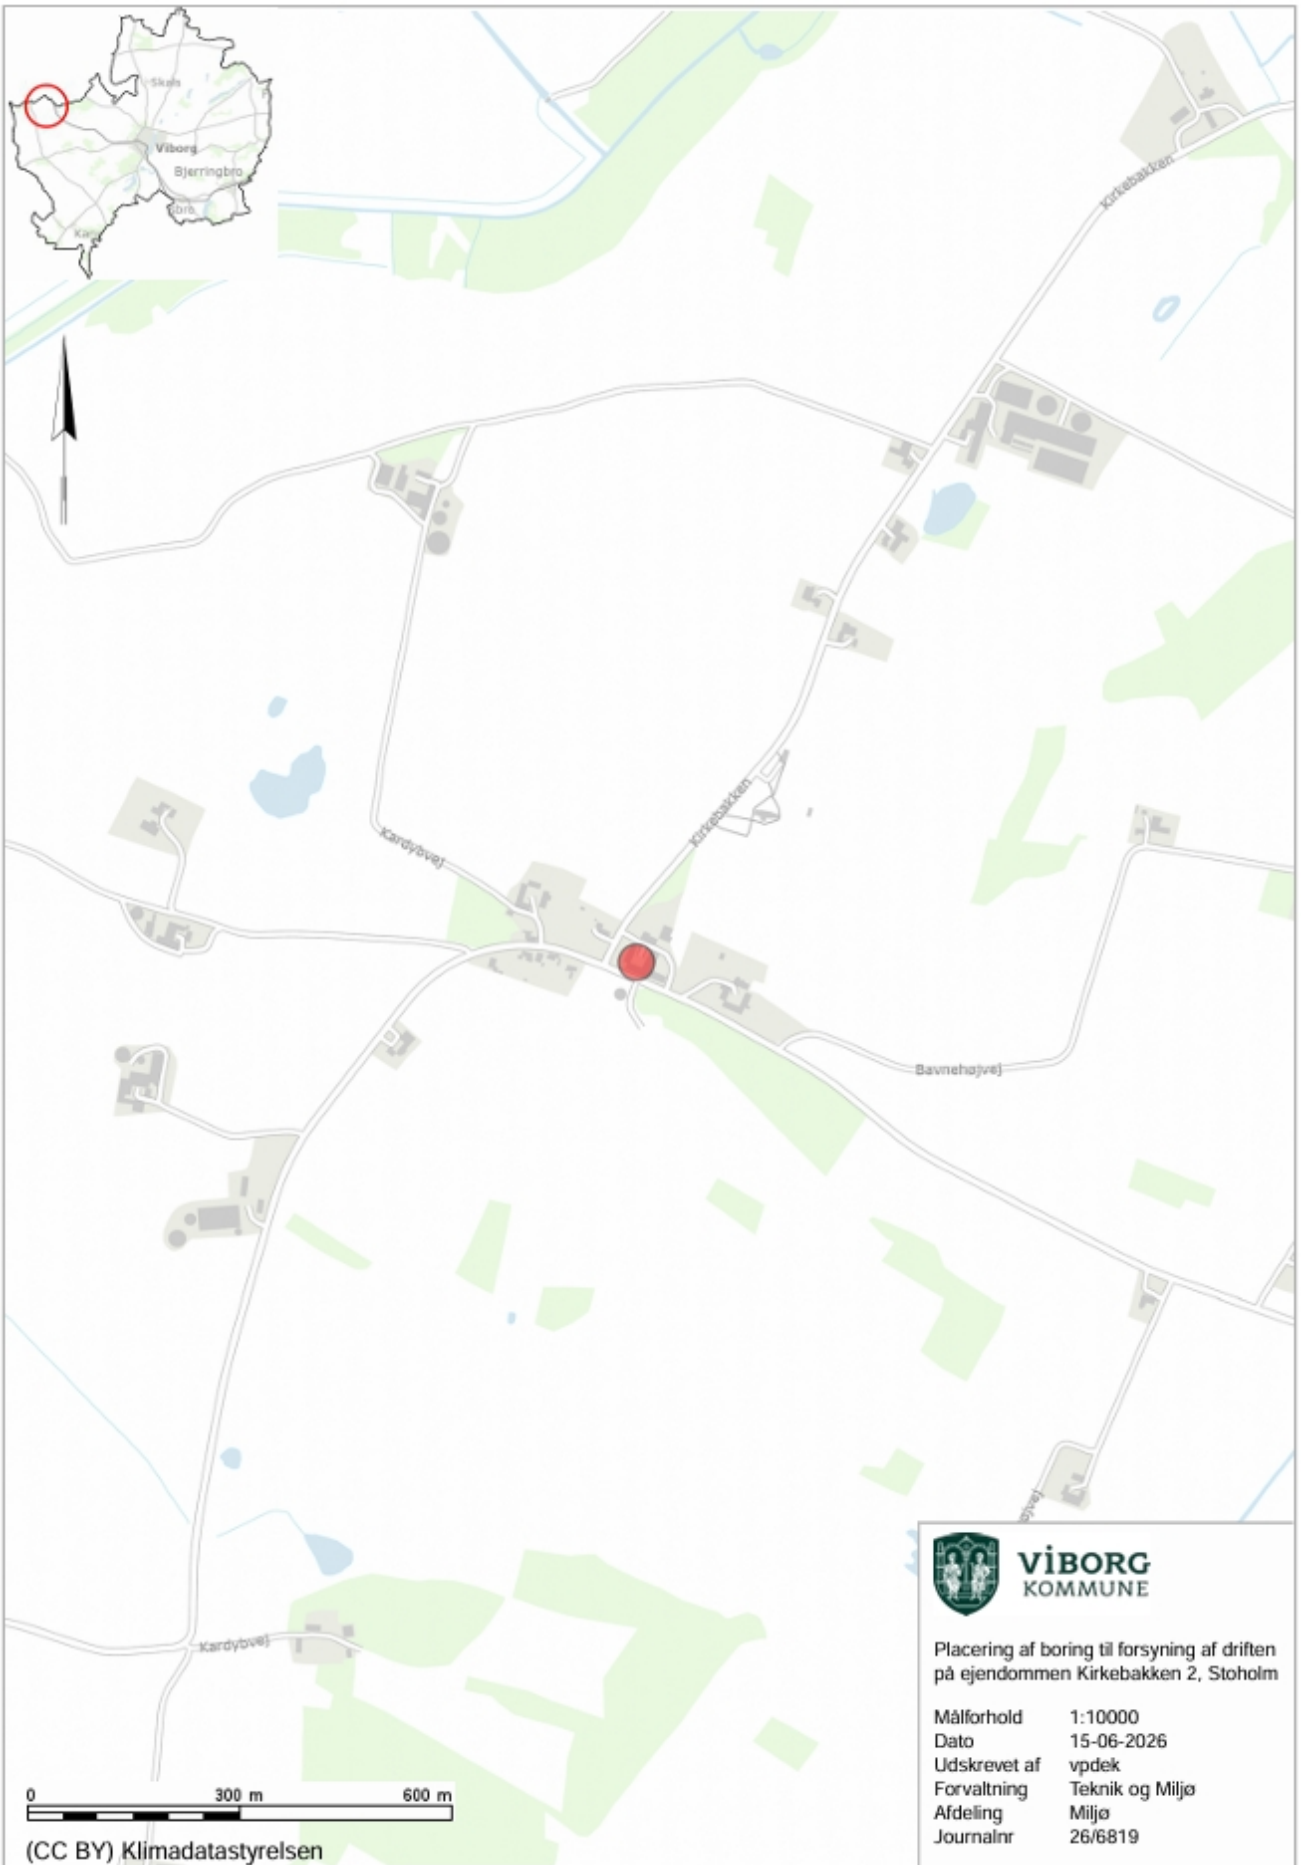 Skals
Viborg
Bjerringbro
Kirkebakken
Kardybvej
Kirkebakken
Bavnehøjvej
øjvej
Kardybvej
VIBORG
KOMMUNE
Placering af boring til forsyning af driften
på ejendommen Kirkebakken 2, Stoholm
Målforhold 1:10000
Dato 15-06-2026
Udskrevet af vpdek
Forvaltning Teknik og Miljø
Afdeling Miljø
Journalnr 26/6819
0 300 m 600 m
(CC BY) Klimadatastyrelsen